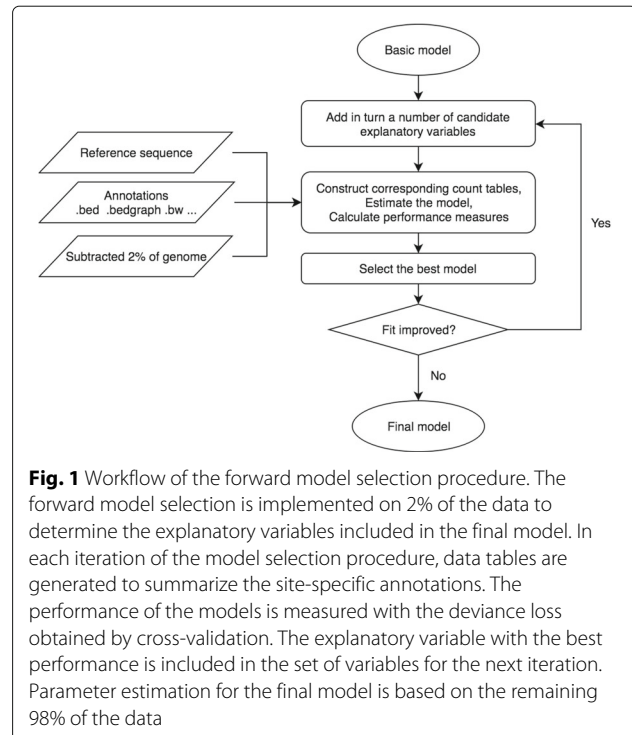 Basic model
Add in turn a number of candidate
explanatory variables
Reference sequence
Annotations
.bed .bedgraph .bw ...
Subtracted 2% of genome
Construct corresponding count tables,
Estimate the model,
Calculate performance measures
Yes
Select the best model
Fit improved?
No
Final model
Fig. 1 Workflow of the forward model selection procedure. The
forward model selection is implemented on 2% of the data to
determine the explanatory variables included in the final model. In
each iteration of the model selection procedure, data tables are
generated to summarize the site-specific annotations. The
performance of the models is measured with the deviance loss
obtained by cross-validation. The explanatory variable with the best
performance is included in the set of variables for the next iteration.
Parameter estimation for the final model is based on the remaining
98% of the data